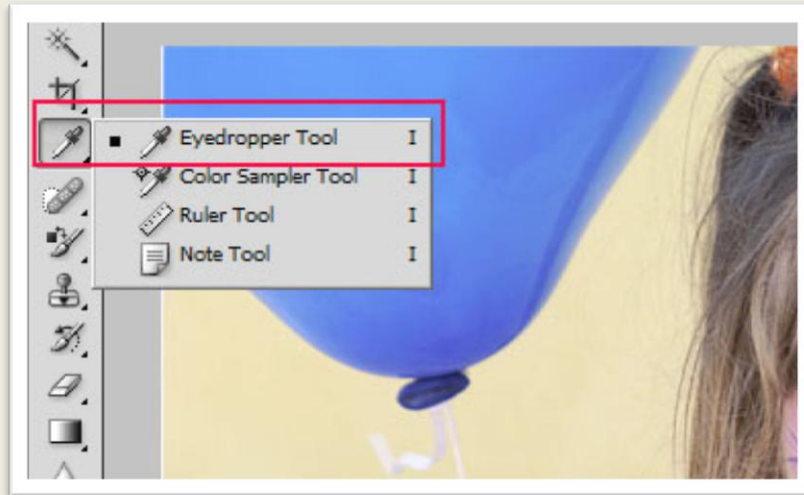 Eyedropper Tool I
Color Sampler Tool I
Ruler Tool I
Note Tool I